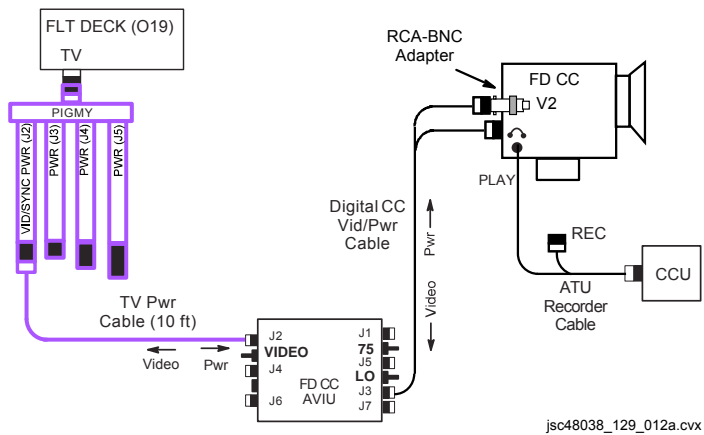 FLT DECK (O19)
TV
PIGMY
VID/SYNC PWR (J2)
PWR (J3)
PWR (J4)
PWR (J5)
RCA-BNC
Adapter
FD CC
V2
PLAY
Digital CC
Vid/Pwr
Cable
Pwr
Video
REC
CCU
ATU
Recorder
Cable
TV Pwr
Cable (10 ft)
Video
Pwr
J2
VIDEO
J4
J6
FD CC
AVIU
J1
75
J5
LO
J3
J7
jsc48038_129_012a.cvx